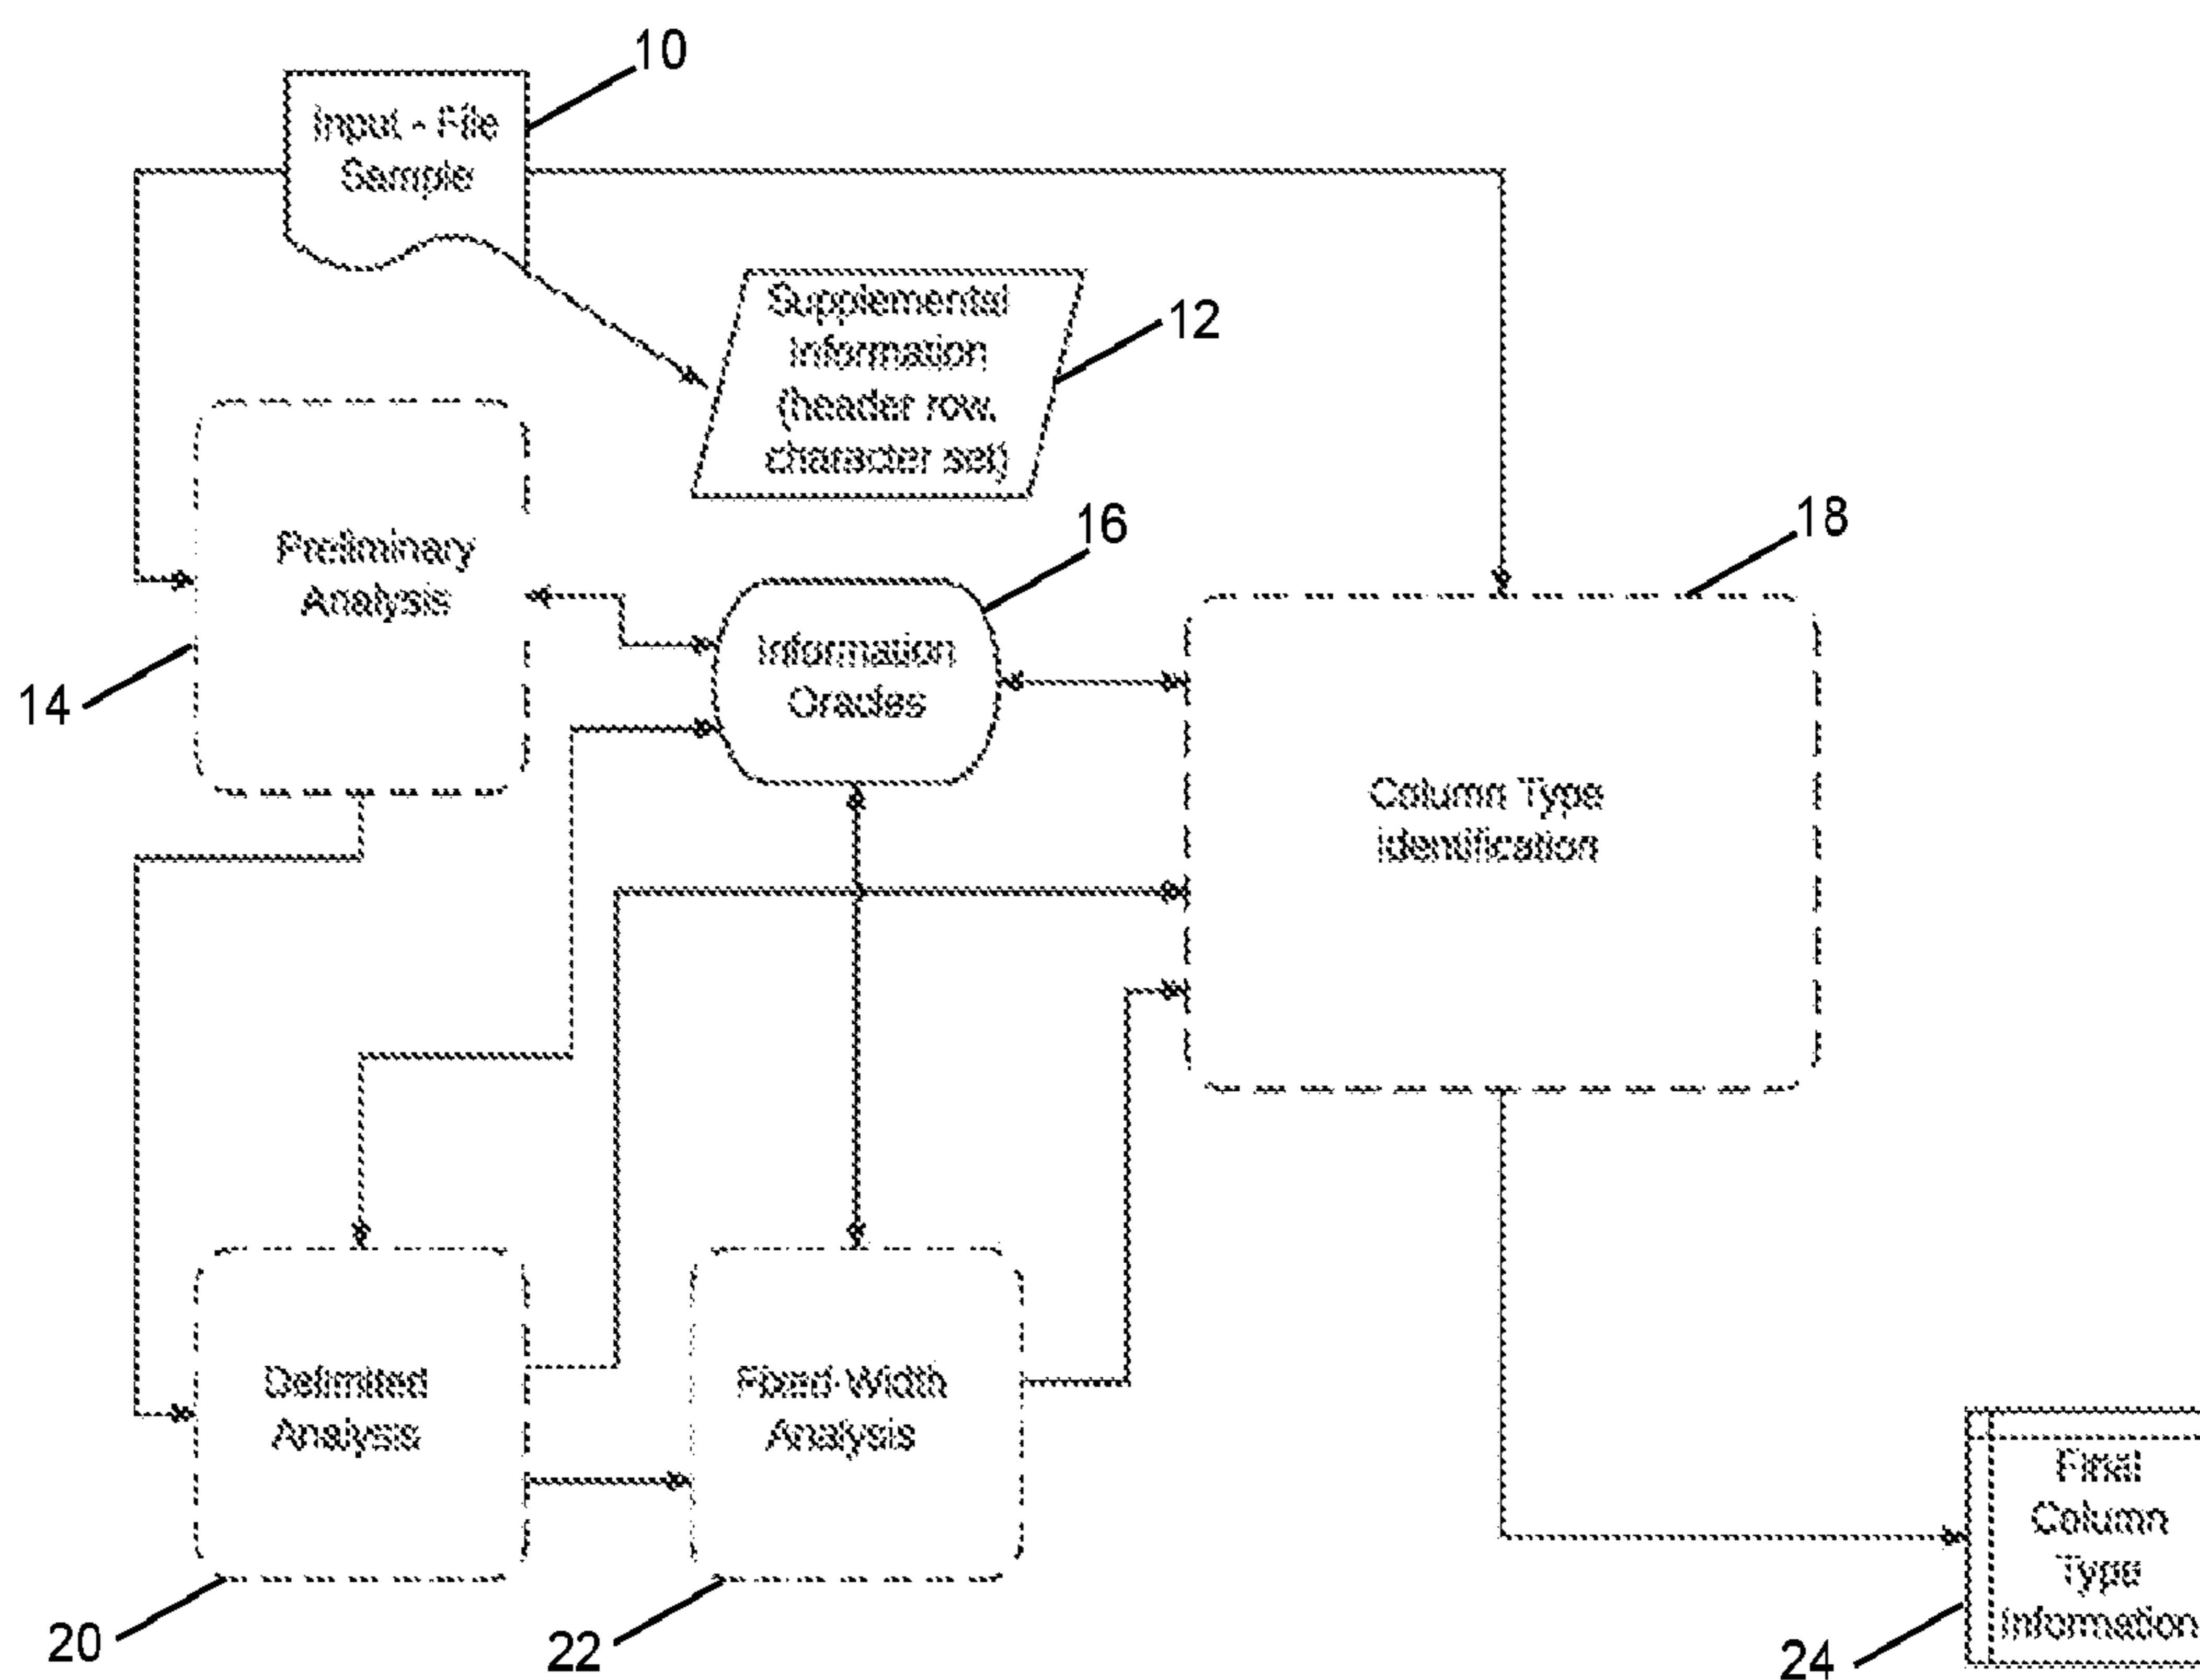 10
Input - File
Sample
Supplemental
Information
(header row,
character set)
12
Preliminary
Analysis
14
16
Information
Oracles
18
Column Type
Identification
Delimited
Analysis
20
Fixed-Width
Analysis
22
Final
Column
Type
Information
24